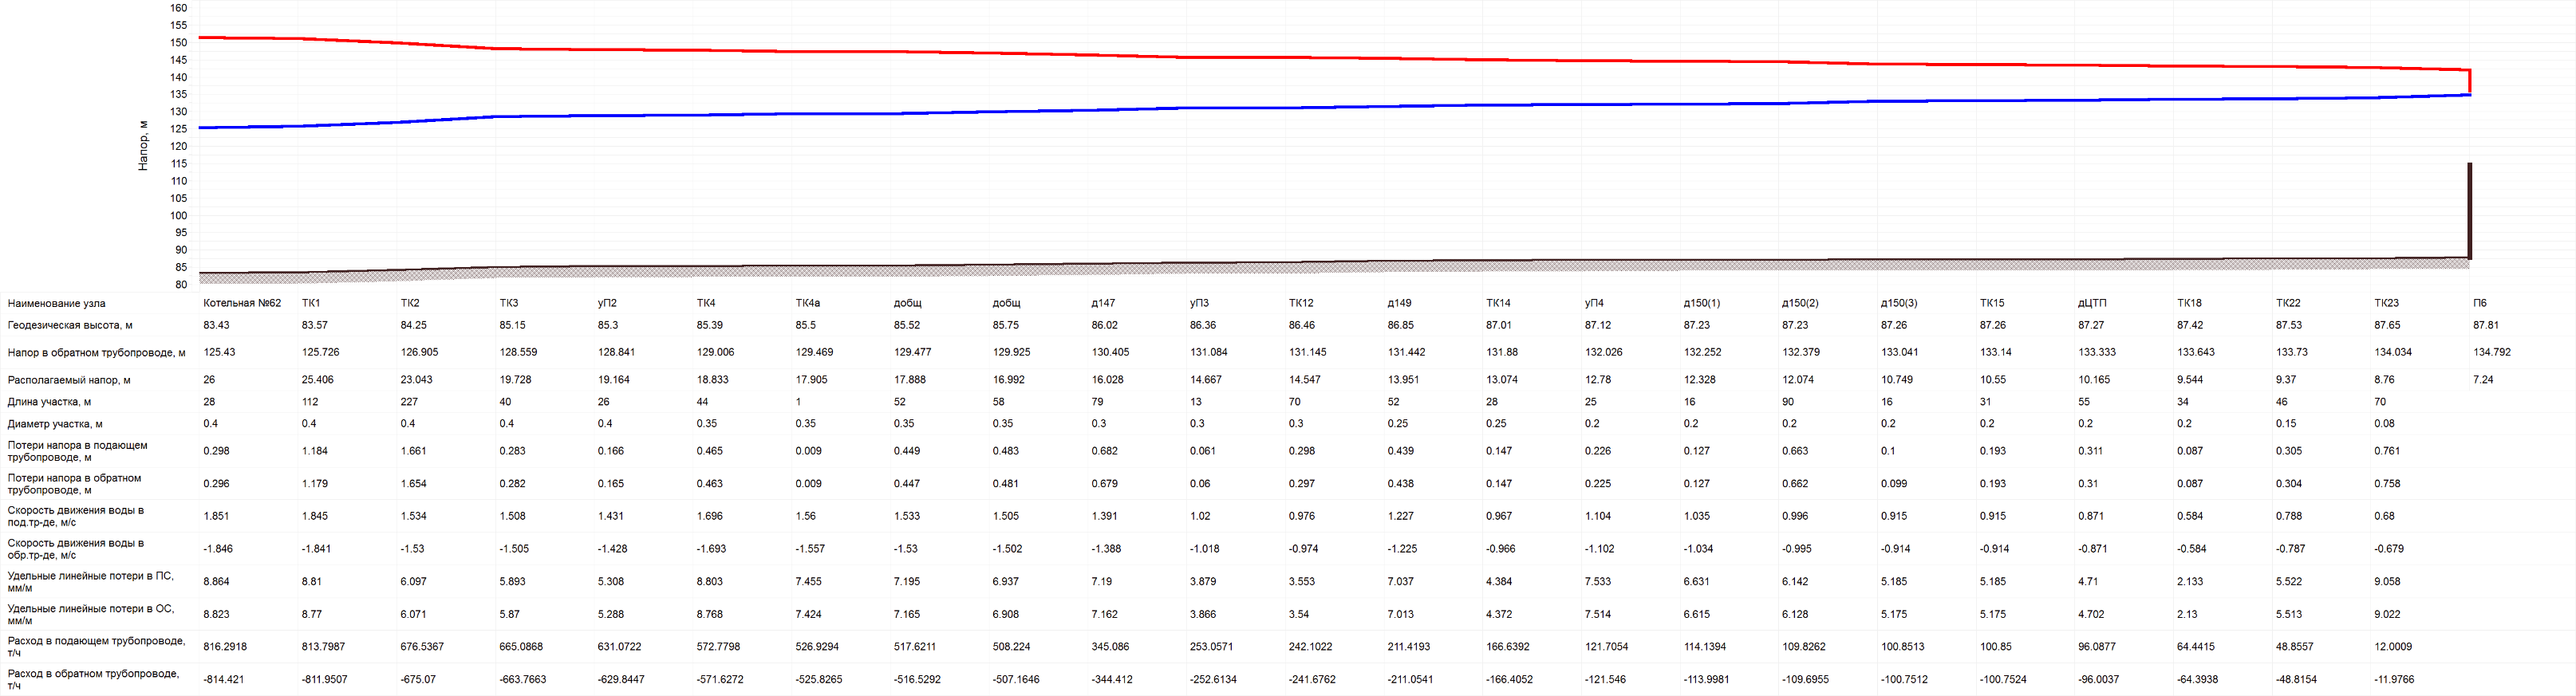 160
155
150
145
140
135
130
125
120
115
110
105
100
95
90
85
80
Напор, м
Наименование узла Котельная №62 ТК1 ТК2 ТК3 уП2 ТК4 ТК4а добщ добщ д147 уП3 ТК12 д149 ТК14 уП4 д150(1) д150(2) д150(3) ТК15 дЦТП ТК18 ТК22 ТК23 П6
Геодезическая высота, м 83.43 83.57 84.25 85.15 85.3 85.39 85.5 85.52 85.75 86.02 86.36 86.46 86.85 87.01 87.12 87.23 87.23 87.26 87.26 87.27 87.42 87.53 87.65 87.81
Напор в обратном трубопроводе, м 125.43 125.726 126.905 128.559 128.841 129.006 129.469 129.477 129.925 130.405 131.084 131.145 131.442 131.88 132.026 132.252 132.379 133.041 133.14 133.333 133.643 133.73 134.034 134.792
Располагаемый напор, м 26 25.406 23.043 19.728 19.164 18.833 17.905 17.888 16.992 16.028 14.667 14.547 13.951 13.074 12.78 12.328 12.074 10.749 10.55 10.165 9.544 9.37 8.76 7.24
Длина участка, м 28 112 227 40 26 44 1 52 58 79 13 70 52 28 25 16 90 16 31 55 34 46 70
Диаметр участка, м 0.4 0.4 0.4 0.4 0.4 0.35 0.35 0.35 0.35 0.3 0.3 0.3 0.25 0.25 0.2 0.2 0.2 0.2 0.2 0.2 0.2 0.15 0.08
Потери напора в подающем
трубопроводе, м 0.298 1.184 1.661 0.283 0.166 0.465 0.009 0.449 0.483 0.682 0.061 0.298 0.439 0.147 0.226 0.127 0.663 0.1 0.193 0.311 0.087 0.305 0.761
Потери напора в обратном
трубопроводе, м 0.296 1.179 1.654 0.282 0.165 0.463 0.009 0.447 0.481 0.679 0.06 0.297 0.438 0.147 0.225 0.127 0.662 0.099 0.193 0.31 0.087 0.304 0.758
Скорость движения воды в
под.тр-де, м/с 1.851 1.845 1.534 1.508 1.431 1.696 1.56 1.533 1.505 1.391 1.02 0.976 1.227 0.967 1.104 1.035 0.996 0.915 0.915 0.871 0.584 0.788 0.68
Скорость движения воды в
обр.тр-де, м/с -1.846 -1.841 -1.53 -1.505 -1.428 -1.693 -1.557 -1.53 -1.502 -1.388 -1.018 -0.974 -1.225 -0.966 -1.102 -1.034 -0.995 -0.914 -0.914 -0.871 -0.584 -0.787 -0.679
Удельные линейные потери в ПС,
мм/м 8.864 8.81 6.097 5.893 5.308 8.803 7.455 7.195 6.937 7.19 3.879 3.553 7.037 4.384 7.533 6.631 6.142 5.185 5.185 4.71 2.133 5.522 9.058
Удельные линейные потери в ОС,
мм/м 8.823 8.77 6.071 5.87 5.288 8.768 7.424 7.165 6.908 7.162 3.866 3.54 7.013 4.372 7.514 6.615 6.128 5.175 5.175 4.702 2.13 5.513 9.022
Расход в подающем трубопроводе,
т/ч 816.2918 813.7987 676.5367 665.0868 631.0722 572.7798 526.9294 517.6211 508.224 345.086 253.0571 242.1022 211.4193 166.6392 121.7054 114.1394 109.8262 100.8513 100.85 96.0877 64.4415 48.8557 12.0009
Расход в обратном трубопроводе,
т/ч -814.421 -811.9507 -675.07 -663.7663 -629.8447 -571.6272 -525.8265 -516.5292 -507.1646 -344.412 -252.6134 -241.6762 -211.0541 -166.4052 -121.546 -113.9981 -109.6955 -100.7512 -100.7524 -96.0037 -64.3938 -48.8154 -11.9766